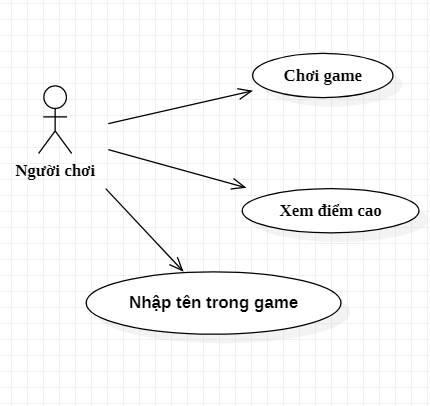 Chơi game
Người chơi
Xem điểm cao
Nhập tên trong game